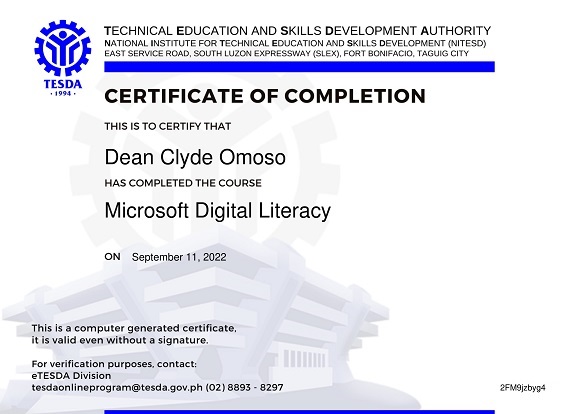 TECHNICAL EDUCATION AND SKILLS DEVELOPMENT AUTHORITY
NATIONAL INSTITUTE FOR TECHNICAL EDUCATION AND SKILLS DEVELOPMENT (NITESD)
EAST SERVICE ROAD, SOUTH LUZON EXPRESSWAY (SLEX), FORT BONIFACIO, TAGUIG CITY
TESDA
• 1994 •
CERTIFICATE OF COMPLETION
THIS IS TO CERTIFY THAT
Dean Clyde Omoso
HAS COMPLETED THE COURSE
Microsoft Digital Literacy
ON September 11, 2022
This is a computer generated certificate,
it is valid even without a signature.
For verification purposes, contact:
eTESDA Division
tesdaonlineprogram@tesda.gov.ph (02) 8893 - 8297
2FM9jzbyg4